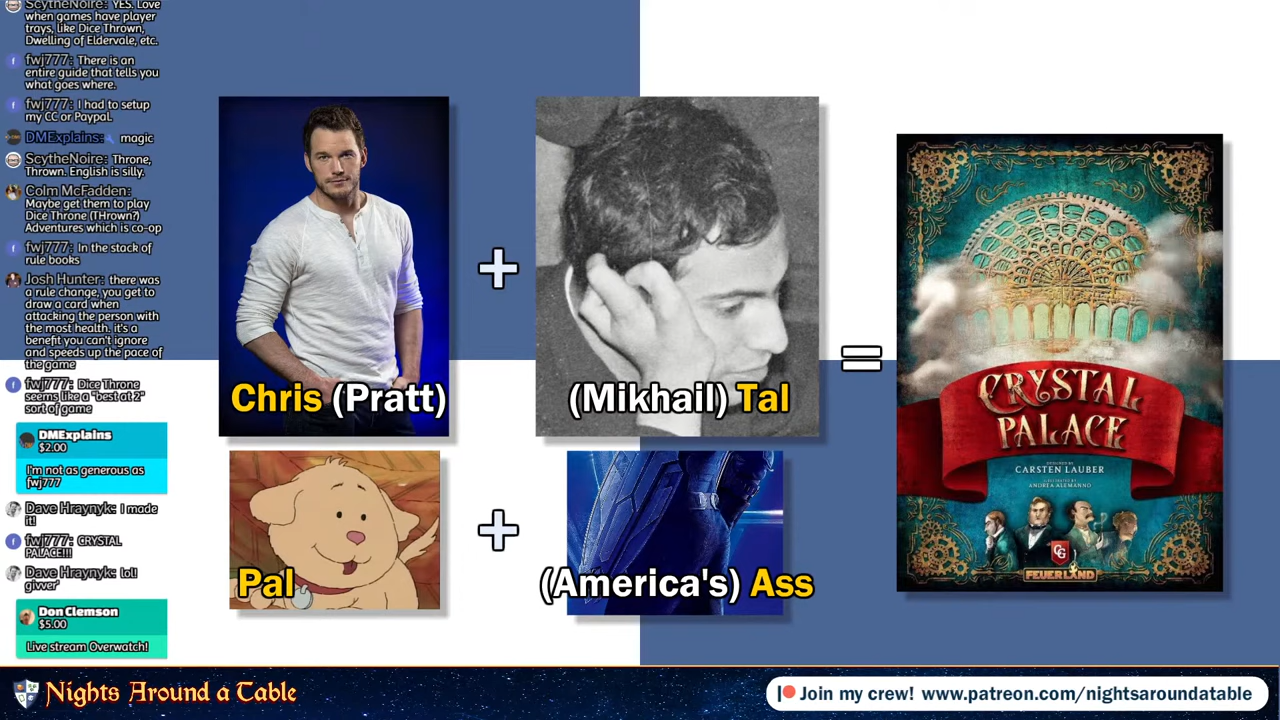 ScytheNoire: YES. Love
when games have player
trays, like Dice Thrown,
Dwelling of Eldervale, etc.
fwj777: There is an
entire guide that tells you
what goes where.
fwj777: I had to setup
my CC or Paypal.
DMExplains: magic
ScytheNoire: Throne,
Thrown. English is silly.
Colm McFadden:
Maybe get them to play
Dice Throne (THrown?)
Adventures which is co-op
fwj777: In the stack of
rule books
Josh Hunter: there was
a rule change, you get to
draw a card when
attacking the person with
the most health. it's a
benefit you can't ignore
and speeds up the pace of
the game
fwj777: Dice Throne
seems like a "best at 2"
sort of game
DMExplains
$2.00
I'm not as generous as
fwj777
Dave Hraynyk: I made
it!
fwj777: CRYSTAL
PALACE!!!
Dave Hraynyk: lol!
givver'
Don Clemson
$5.00
Live stream Overwatch!
Chris (Pratt)
+
(Mikhail) Tal
=
Pal
+
(America's) Ass
CRYSTAL
PALACE
DESIGNED BY
CARSTEN LAUBER
ILLUSTRATED BY
ANDREA ALEMANNO
CG
FEUERLAND
Nights Around a Table
Join my crew! www.patreon.com/nightsaroundatable